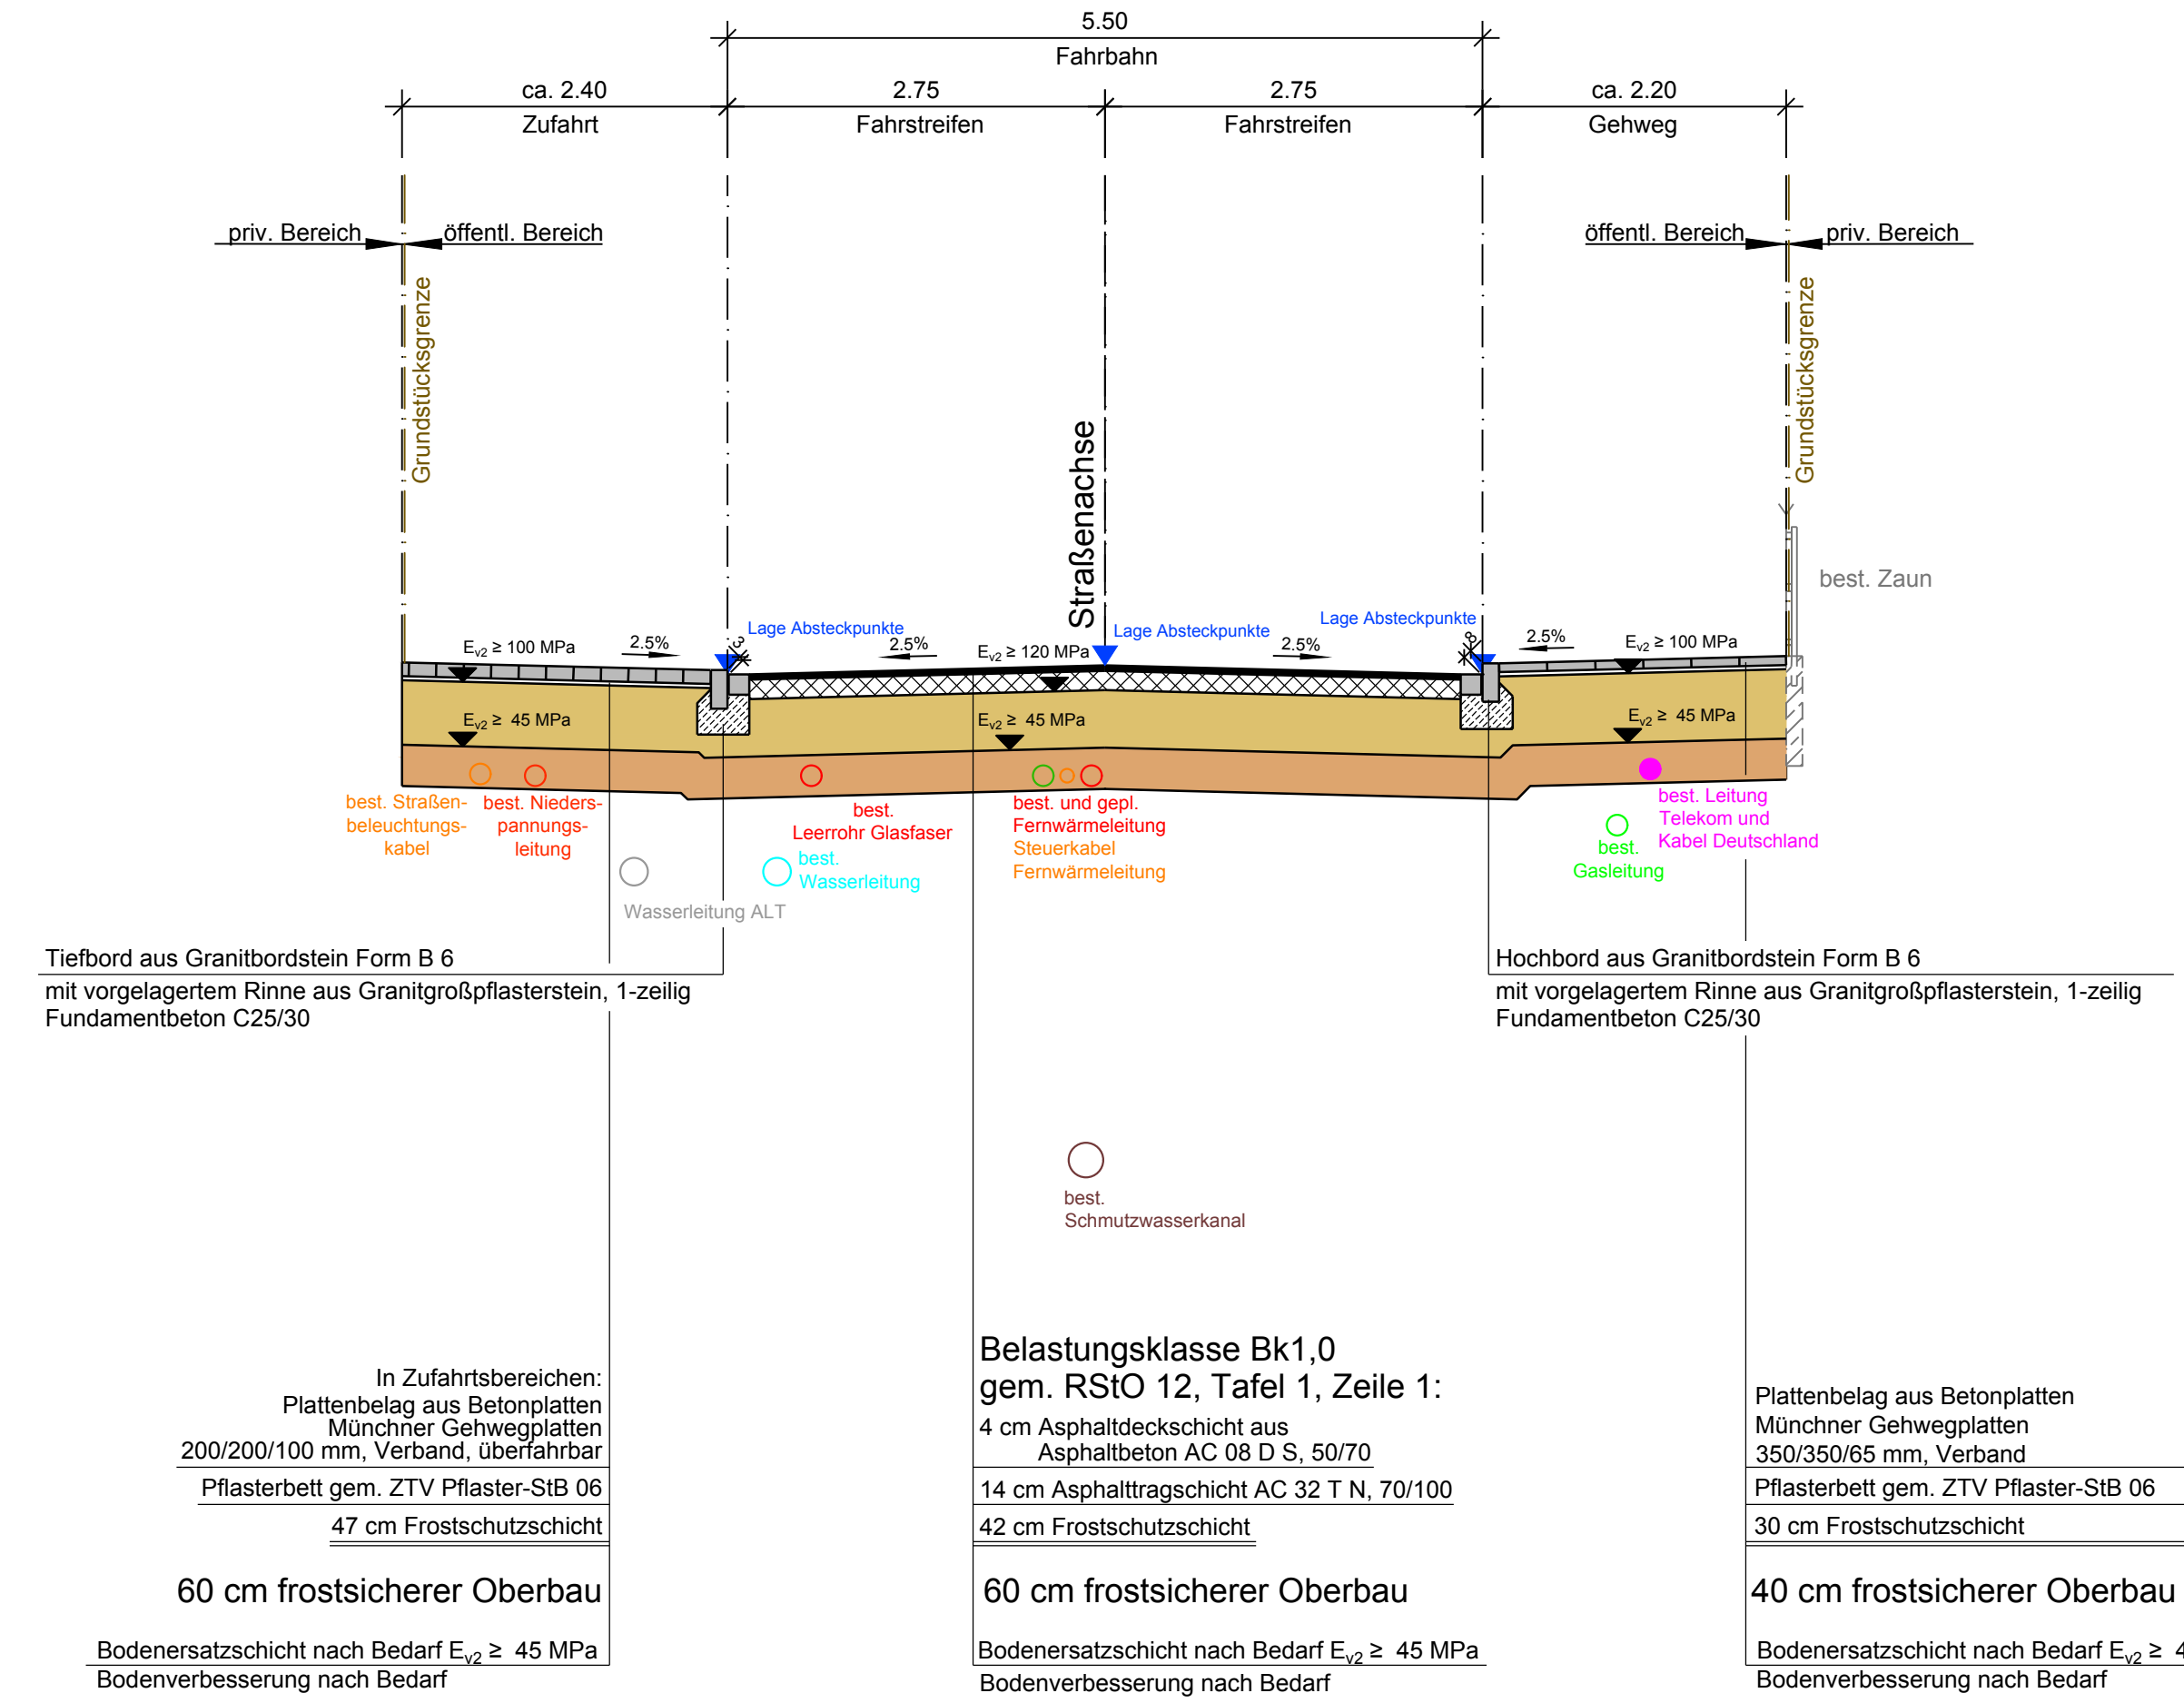 5.50
Fahrbahn
ca. 2.40
2.75
2.75
ca. 2.20
Zufahrt
Fahrstreifen
Fahrstreifen
Gehweg
priv. Bereich
öffentl. Bereich
öffentl. Bereich
priv. Bereich
Grundstücksgrenze
Straßenachse
Grundstücksgrenze
best. Zaun
Lage Absteckpunkte
Lage Absteckpunkte
Lage Absteckpunkte
Ev2 ≥ 100 MPa
2.5%
3
2.5%
Ev2 ≥ 120 MPa
2.5%
8
2.5%
Ev2 ≥ 100 MPa
Ev2 ≥ 45 MPa
Ev2 ≥ 45 MPa
Ev2 ≥ 45 MPa
best. Straßen-
beleuchtungs-
kabel
best. Nieders-
pannungs-
leitung
best.
Leerrohr Glasfaser
best.
Wasserleitung
Wasserleitung ALT
best. und gepl.
Fernwärmeleitung
Steuerkabel
Fernwärmeleitung
best.
Gasleitung
best. Leitung
Telekom und
Kabel Deutschland
Tiefbord aus Granitbordstein Form B 6
mit vorgelagertem Rinne aus Granitgroßpflasterstein, 1-zeilig
Fundamentbeton C25/30
Hochbord aus Granitbordstein Form B 6
mit vorgelagertem Rinne aus Granitgroßpflasterstein, 1-zeilig
Fundamentbeton C25/30
best.
Schmutzwasserkanal
In Zufahrtsbereichen:
Plattenbelag aus Betonplatten
Münchner Gehwegplatten
200/200/100 mm, Verband, überfahrbar
Pflasterbett gem. ZTV Pflaster-StB 06
47 cm Frostschutzschicht
60 cm frostsicherer Oberbau
Bodenersatzschicht nach Bedarf Ev2 ≥ 45 MPa
Bodenverbesserung nach Bedarf
Belastungsklasse Bk1,0
gem. RStO 12, Tafel 1, Zeile 1:
4 cm Asphaltdeckschicht aus
Asphaltbeton AC 08 D S, 50/70
14 cm Asphalttragschicht AC 32 T N, 70/100
42 cm Frostschutzschicht
60 cm frostsicherer Oberbau
Bodenersatzschicht nach Bedarf Ev2 ≥ 45 MPa
Bodenverbesserung nach Bedarf
Plattenbelag aus Betonplatten
Münchner Gehwegplatten
350/350/65 mm, Verband
Pflasterbett gem. ZTV Pflaster-StB 06
30 cm Frostschutzschicht
40 cm frostsicherer Oberbau
Bodenersatzschicht nach Bedarf Ev2 ≥
Bodenverbesserung nach Bedarf